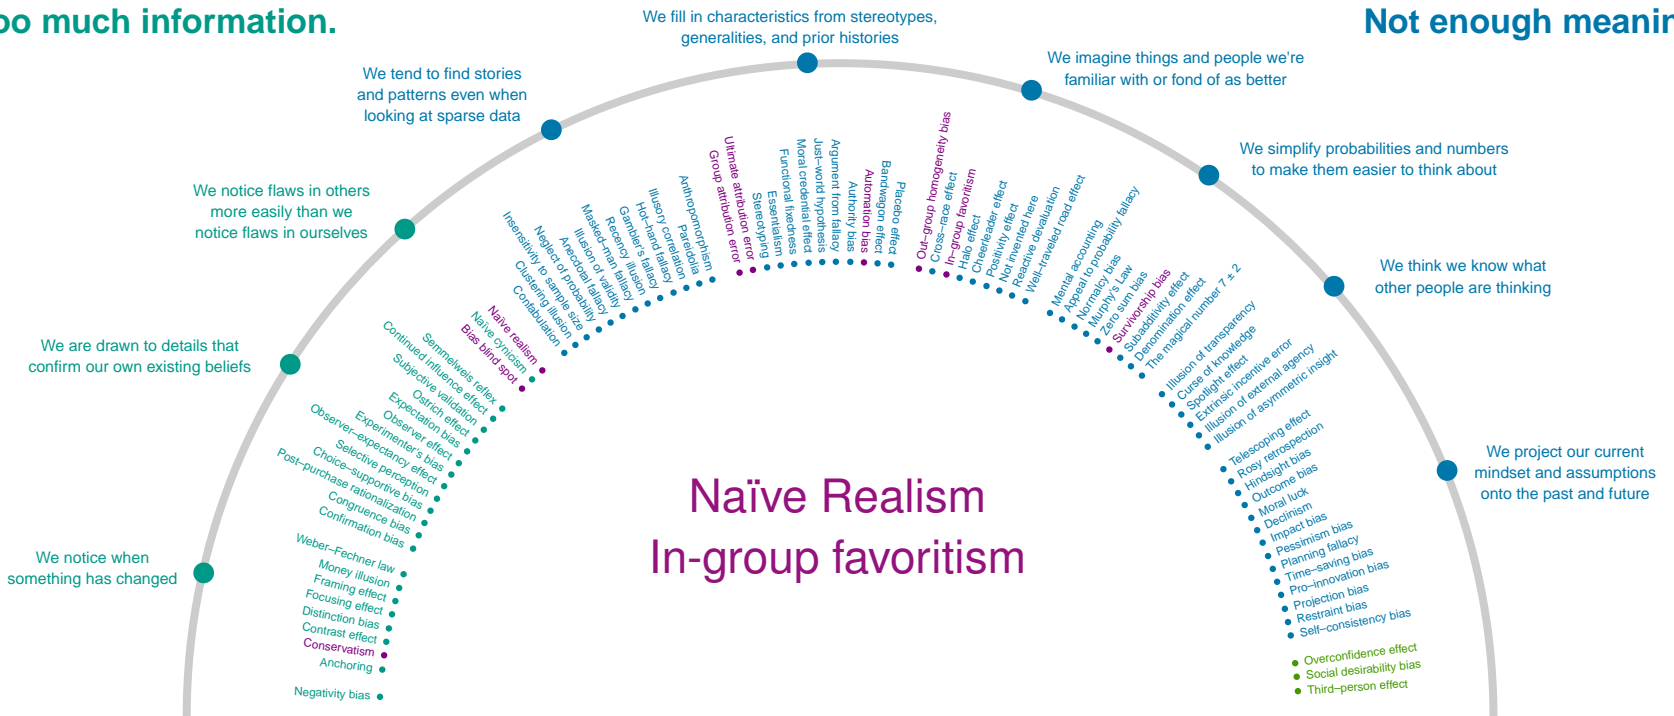 oo much information.
Not enough meanin
We fill in characteristics from stereotypes,
generalities, and prior histories
We imagine things and people we're
familiar with or fond of as better
We tend to find stories
and patterns even when
looking at sparse data
We simplify probabilities and numbers
to make them easier to think about
We notice flaws in others
more easily than we
notice flaws in ourselves
We think we know what
other people are thinking
We are drawn to details that
confirm our own existing beliefs
We project our current
mindset and assumptions
onto the past and future
We notice when
something has changed
Negativity bias
Anchoring
Conservatism
Contrast effect
Distinction bias
Focusing effect
Framing effect
Money illusion
Weber–Fechner law
Confirmation bias
Congruence bias
Post–purchase rationalization
Choice–supportive bias
Selective perception
Observer–expectancy effect
Experimenter's bias
Observer effect
Expectation bias
Ostrich effect
Subjective validation
Continued influence effect
Semmelweis reflex
Bias blind spot
Naïve cynicism
Naïve realism
Confabulation
Clustering illusion
Insensitivity to sample size
Neglect of probability
Anecdotal fallacy
Illusion of validity
Masked–man fallacy
Recency illusion
Gambler's fallacy
Hot–hand fallacy
Illusory correlation
Pareidolia
Anthropomorphism
Group attribution error
Ultimate attribution error
Stereotyping
Essentialism
Functional fixedness
Moral credential effect
Just–world hypothesis
Argument from fallacy
Authority bias
Automation bias
Bandwagon effect
Placebo effect
Out–group homogeneity bias
Cross–race effect
In–group favoritism
Halo effect
Cheerleader effect
Positivity effect
Not invented here
Reactive devaluation
Well–traveled road effect
Mental accounting
Appeal to probability fallacy
Normalcy bias
Murphy's Law
Zero sum bias
Survivorship bias
Subadditivity effect
Denomination effect
The magical number 7 ± 2
Illusion of transparency
Curse of knowledge
Spotlight effect
Extrinsic incentive error
Illusion of external agency
Illusion of asymmetric insight
Telescoping effect
Rosy retrospection
Hindsight bias
Outcome bias
Moral luck
Declinism
Impact bias
Pessimism bias
Planning fallacy
Time–saving bias
Pro–innovation bias
Projection bias
Restraint bias
Self–consistency bias
Overconfidence effect
Social desirability bias
Third–person effect
Naïve Realism
In-group favoritism